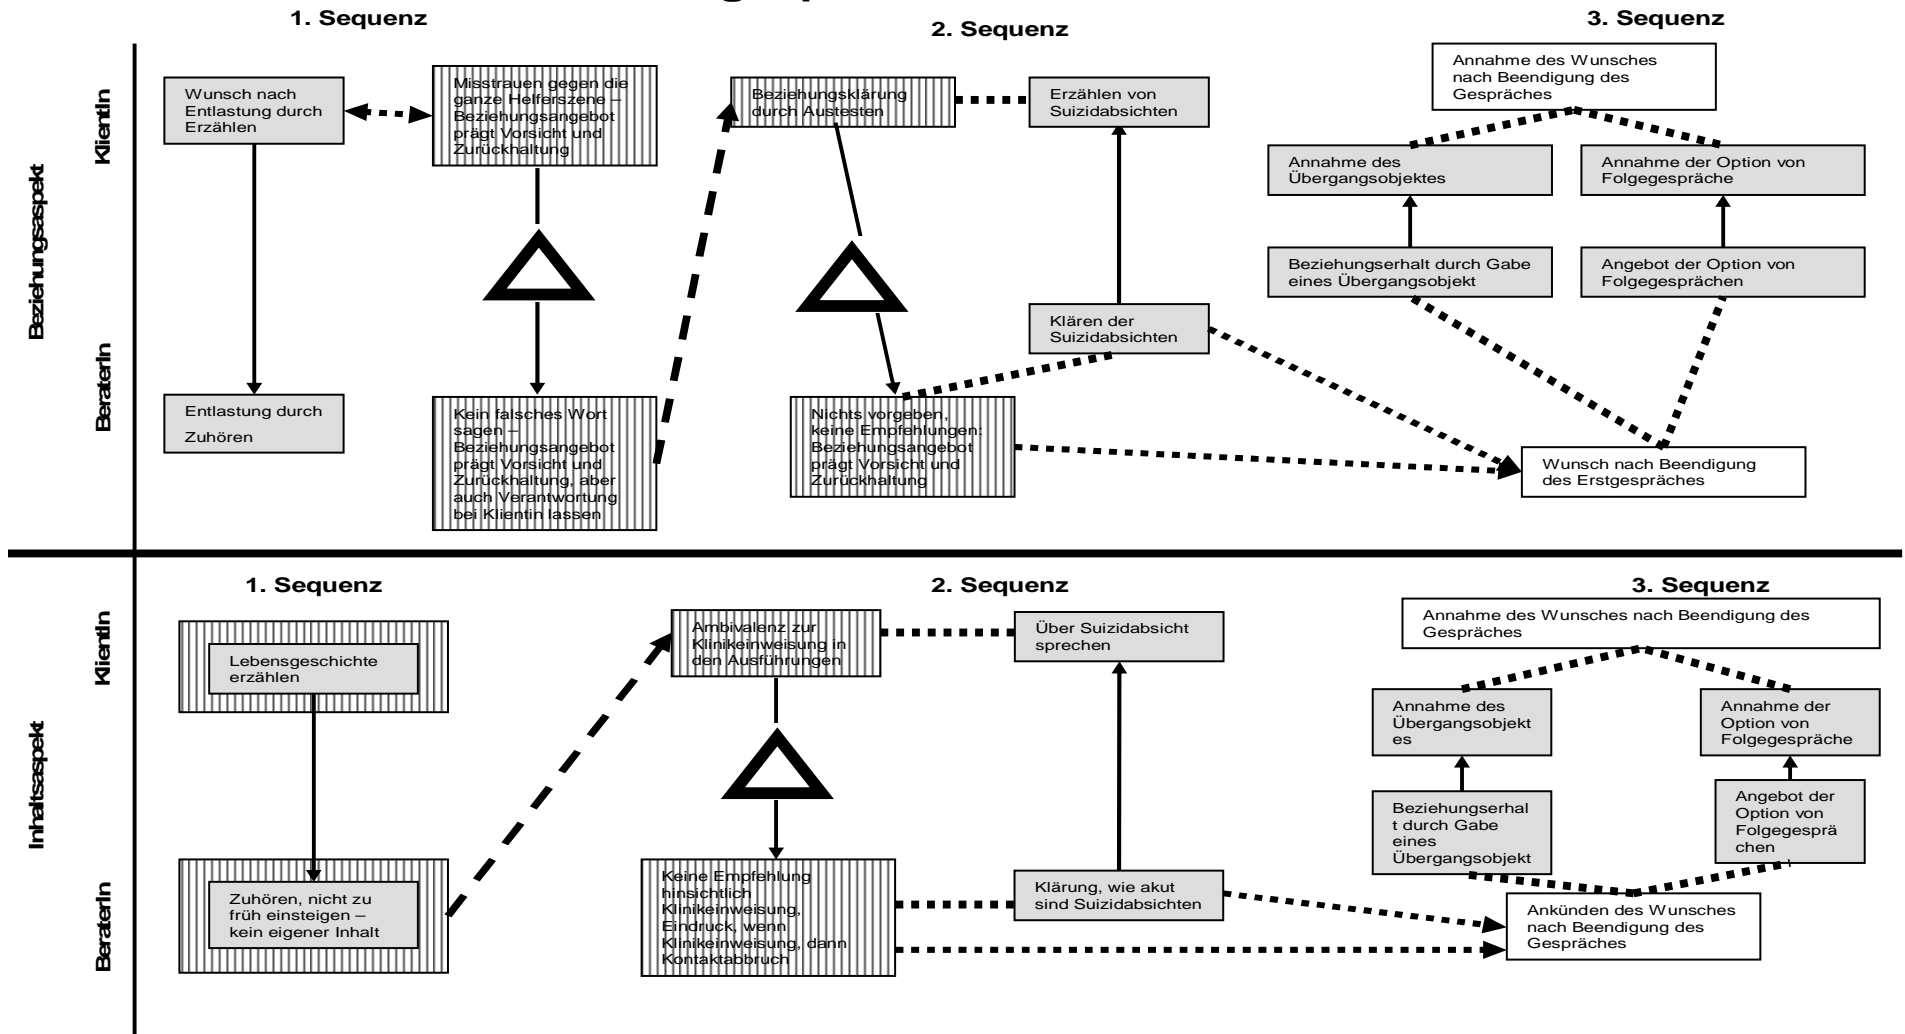 1. Sequenz
2. Sequenz
3. Sequenz
Beziehungsaspekt
KlientIn
BeraterIn
Wunsch nach
Entlastung durch
Erzählen
Misstrauen gegen die
ganze Helferszene –
Beziehungsangebot
prägt Vorsicht und
Zurückhaltung
Entlastung durch
Zuhören
Kein falsches Wort
sagen –
Beziehungsangebot
prägt Vorsicht und
Zurückhaltung, aber
auch Verantwortung
bei Klientin lassen
Beziehungsklärung
durch Austesten
Erzählen von
Suizidabsichten
Klären der
Suizidabsichten
Nichts vorgeben,
keine Empfehlungen:
Beziehungsangebot
prägt Vorsicht und
Zurückhaltung
Annahme des Wunsches
nach Beendigung des
Gespräches
Annahme des
Übergangsobjektes
Annahme der Option von
Folgegespräche
Beziehungserhalt durch Gabe
eines Übergangsobjekt
Angebot der Option von
Folgegesprächen
Wunsch nach Beendigung
des Erstgespräches
1. Sequenz
2. Sequenz
3. Sequenz
Inhaltsaspekt
KlientIn
BeraterIn
Lebensgeschichte
erzählen
Zuhören, nicht zu
früh einsteigen –
kein eigener Inhalt
Ambivalenz zur
Klinikeinweisung in
den Ausführungen
Über Suizidabsicht
sprechen
Keine Empfehlung
hinsichtlich
Klinikeinweisung,
Eindruck, wenn
Klinikeinweisung, dann
Kontaktabbruch
Klärung, wie akut
sind Suizidabsichten
Annahme des Wunsches nach Beendigung des
Gespräches
Annahme des
Übergangsobjekt
es
Annahme der
Option von
Folgegespräche
Beziehungserhal
t durch Gabe
eines
Übergangsobjekt
Angebot der
Option von
Folgegesprä
chen
Ankünden des Wunsches
nach Beendigung des
Gespräches